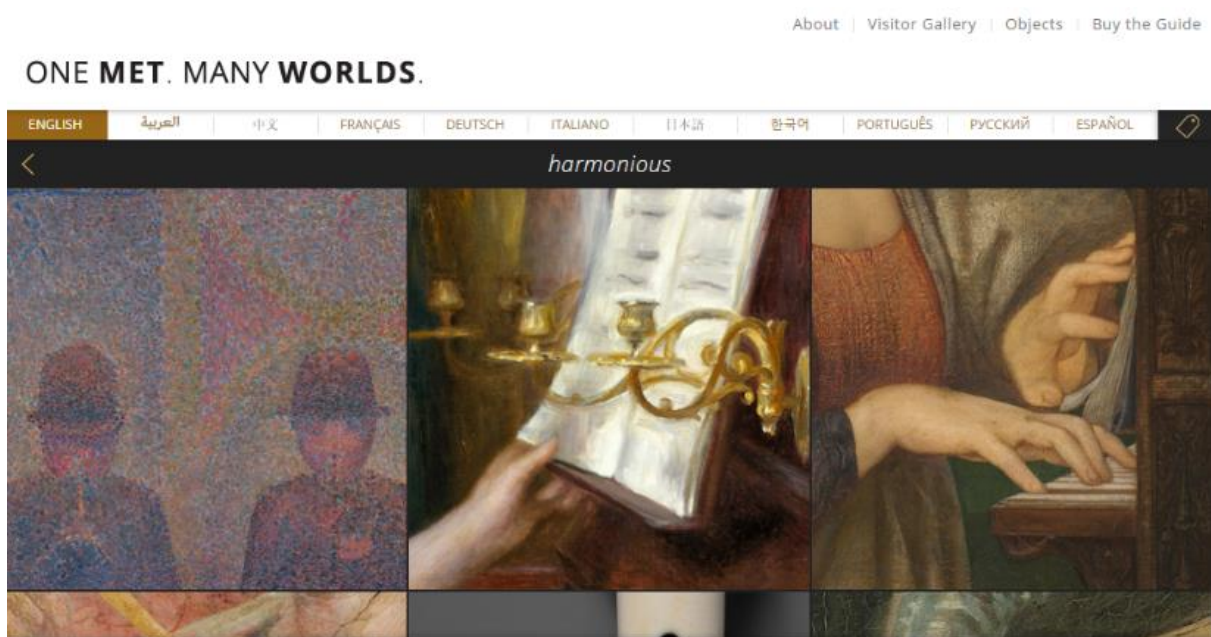 About | Visitor Gallery | Objects | Buy the Guide
ONE MET. MANY WORLDS.
ENGLISH العربية 中文 FRANÇAIS DEUTSCH ITALIANO 日本語 한국어 PORTUGUÊS РУССКИЙ ESPAÑOL
harmonious